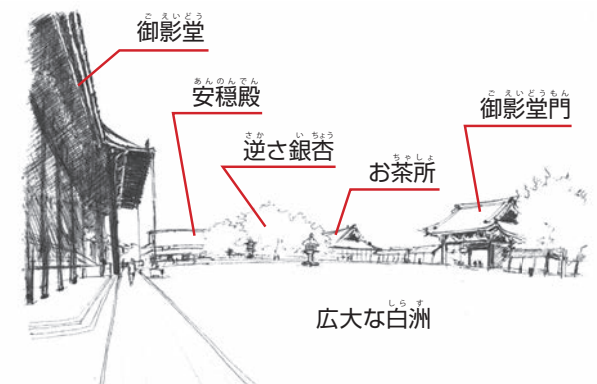 ご えいどう
御影堂
あんのんでん
安穏殿
さか い ちょう
逆さ銀杏
ちゃしょ
お茶所
ご えいどうもん
御影堂門
しらす
広大な白洲